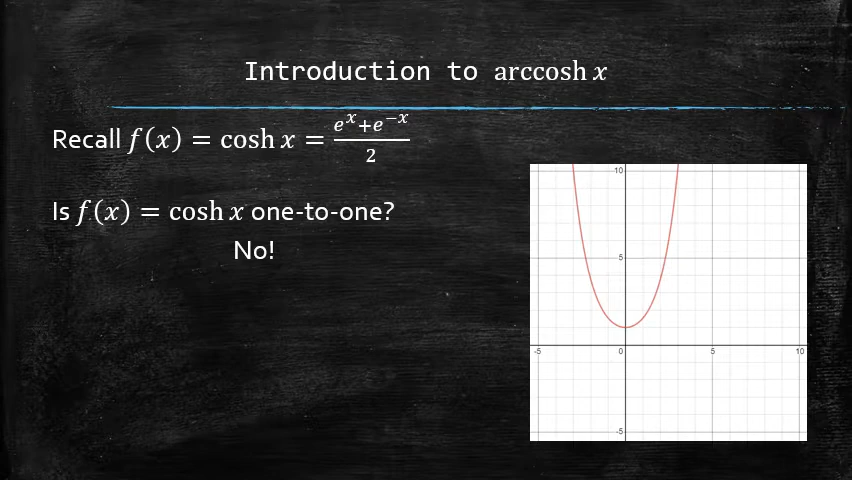 Introduction to arccosh x
Recall f(x) = cosh x = (e^x+e^−x)/2
Is f(x) = cosh x one-to-one?
No!
10
5
-5 0 5 10
-5